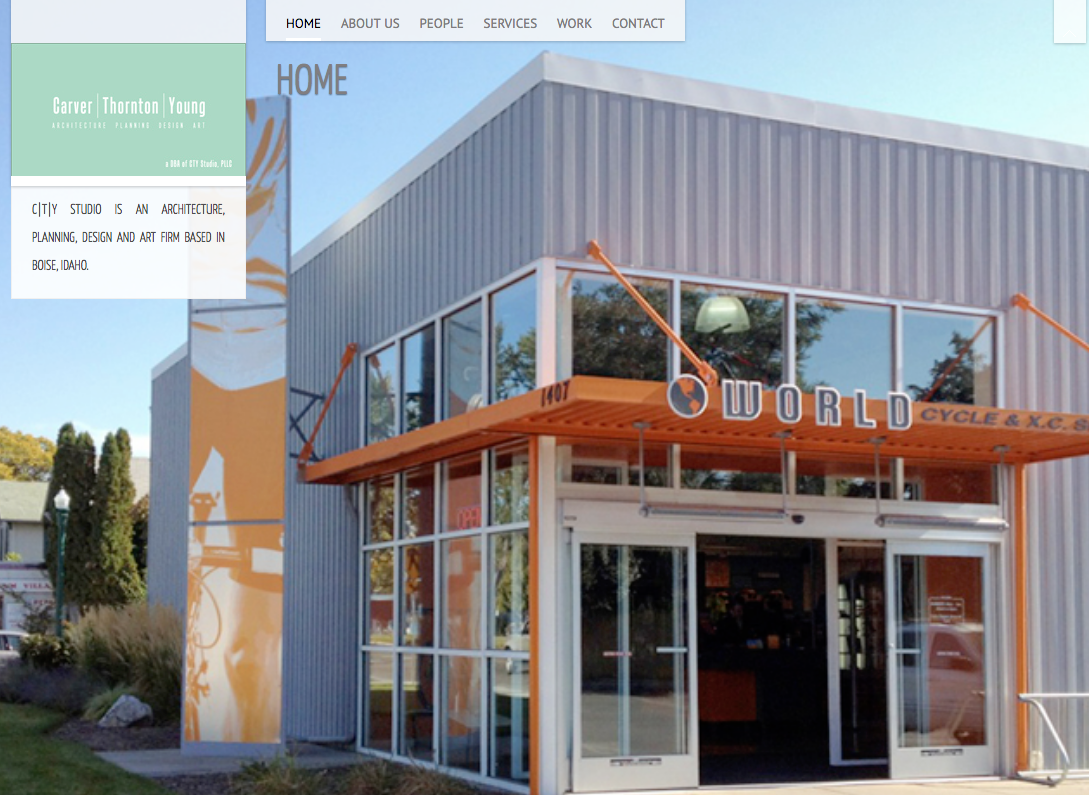 HOME ABOUT US PEOPLE SERVICES WORK CONTACT
HOME
Carver|Thornton|Young
ARCHITECTURE PLANNING DESIGN ART
a DBA of CTY Studio, PLLC
C|T|Y STUDIO IS AN ARCHITECTURE,
PLANNING, DESIGN AND ART FIRM BASED IN
BOISE, IDAHO.
1407
WORLD
CYCLE & X.C.
OPEN